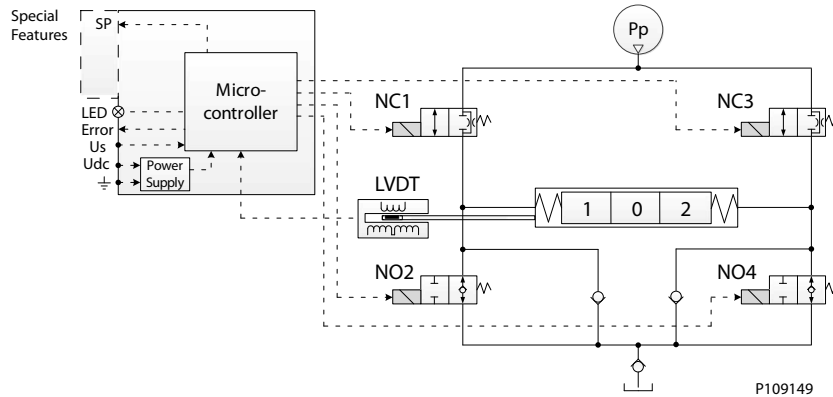 Special
Features
SP
Micro-
controller
LED
Error
Us
Udc
Power
Supply
Pp
NC1
NC3
LVDT
1 0 2
NO2
NO4
P109149